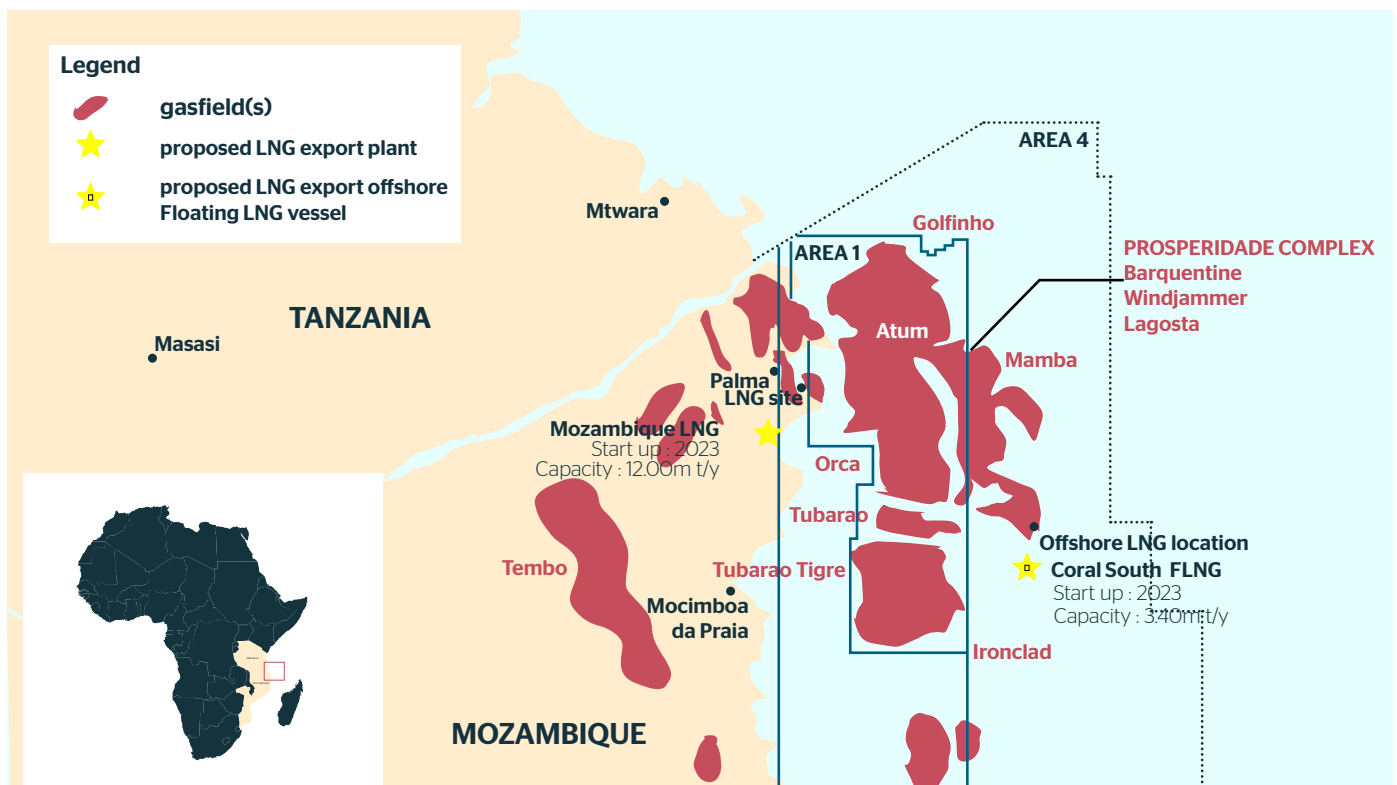 Legend
gasfield(s)
proposed LNG export plant
proposed LNG export offshore
Floating LNG vessel
AREA 4
Mtwara
Golfinho
AREA 1
PROSPERIDADE COMPLEX
Barquentine
Windjammer
Lagosta
TANZANIA
Atum
Masasi
Mamba
Palma
LNG site
Mozambique LNG
Start up : 2023
Capacity : 12.00m t/y
Orca
Tubarao
Offshore LNG location
Coral South FLNG
Start up : 2023
Capacity : 3.40m t/y
Tembo
Tubarao Tigre
Mocimboa
da Praia
Ironclad
MOZAMBIQUE